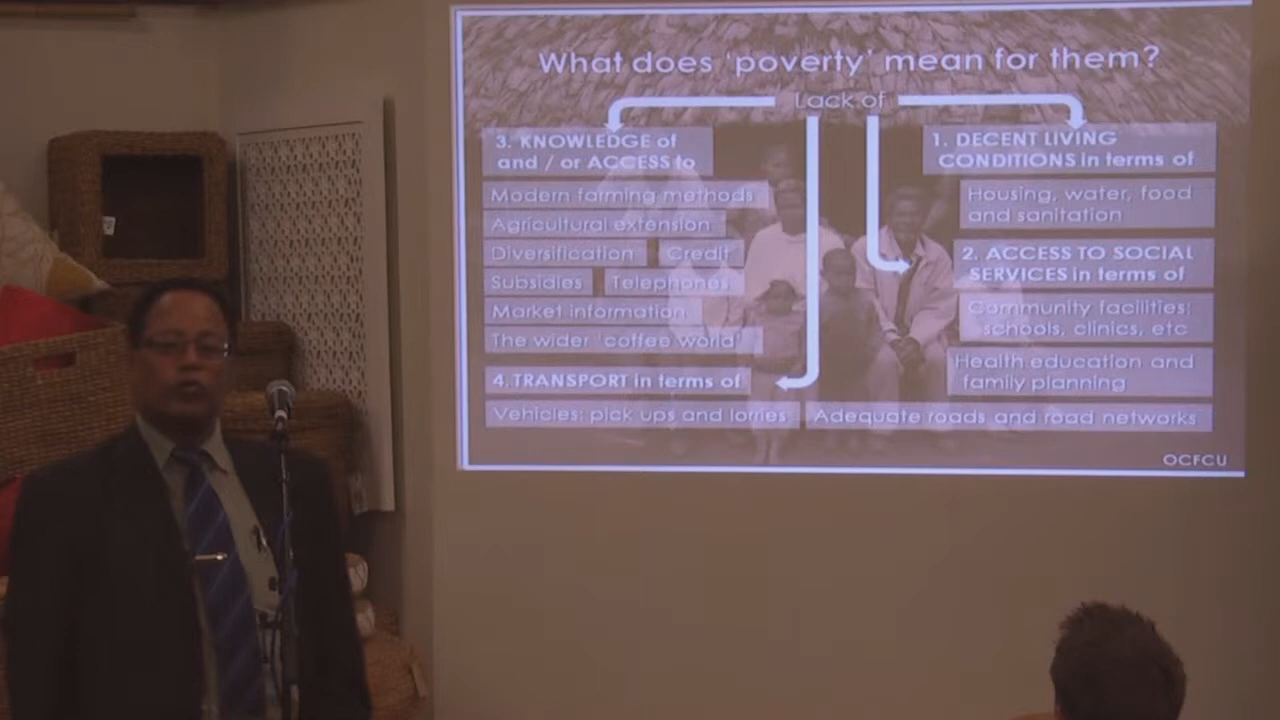 What does 'poverty' mean for them?
Lack of
3. KNOWLEDGE of
and / or ACCESS to
Modern farming methods
Agricultural extension
Diversification
Credit
Subsidies
Telephones
Market information
The wider 'coffee world'
4. TRANSPORT in terms of
Vehicles: pick ups and lorries
Adequate roads and road networks
1. DECENT LIVING
CONDITIONS in terms of
Housing, water, food
and sanitation
2. ACCESS TO SOCIAL
SERVICES in terms of
Community facilities:
schools, clinics, etc
Health education and
family planning
OCFCU